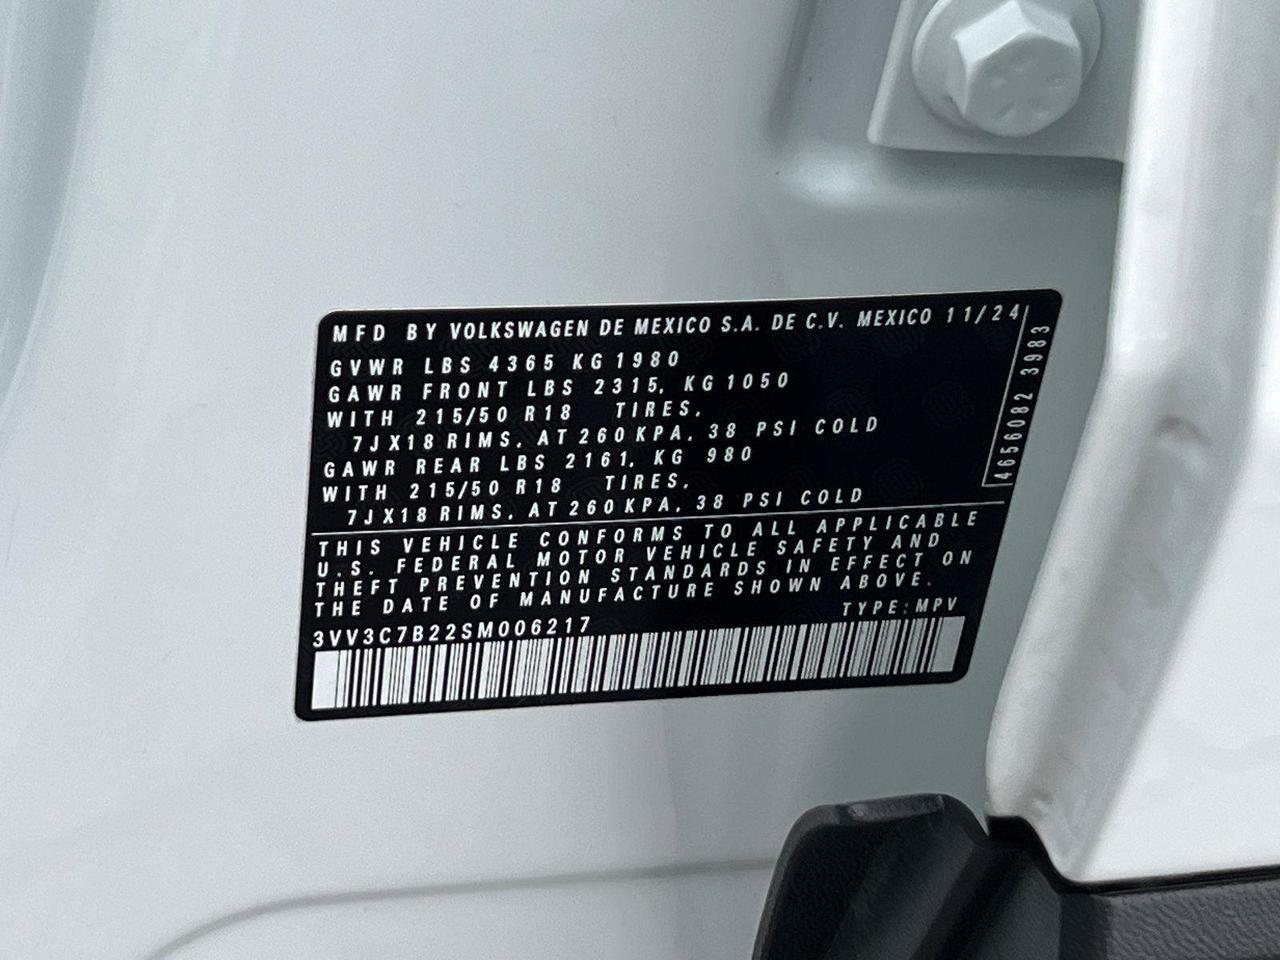 MFD BY VOLKSWAGEN DE MEXICO S.A. DE C.V. MEXICO 11/24
GVWR LBS 4365 KG 1980
GAWR FRONT LBS 2315, KG 1050
WITH 215/50 R18 TIRES,
7JX18 RIMS, AT 260 KPA, 38 PSI COLD
GAWR REAR LBS 2161, KG 980
WITH 215/50 R18 TIRES,
7JX18 RIMS, AT 260 KPA, 38 PSI COLD
4656082 3983
THIS VEHICLE CONFORMS TO ALL APPLICABLE
U.S. FEDERAL MOTOR VEHICLE SAFETY AND
THEFT PREVENTION STANDARDS IN EFFECT ON
THE DATE OF MANUFACTURE SHOWN ABOVE.
TYPE: MPV
3VV3C7B22SM006217